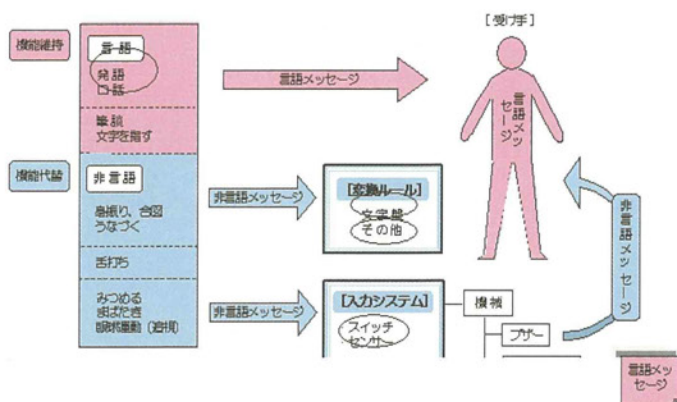 [受け手]
機能維持
言語
発語
口話
言語メッセージ
言語メッセージ
筆談
文字を指す
機能代替
非言語
身振り、合図
うなづく
非言語メッセージ
[変換ルール]
文字盤
その他
非言語メッセージ
舌打ち
みつめる
まばたき
眼球運動（追視）
非言語メッセージ
[入力システム]
スイッチ
センサー
機械
ブザー
言語メッ
セージ